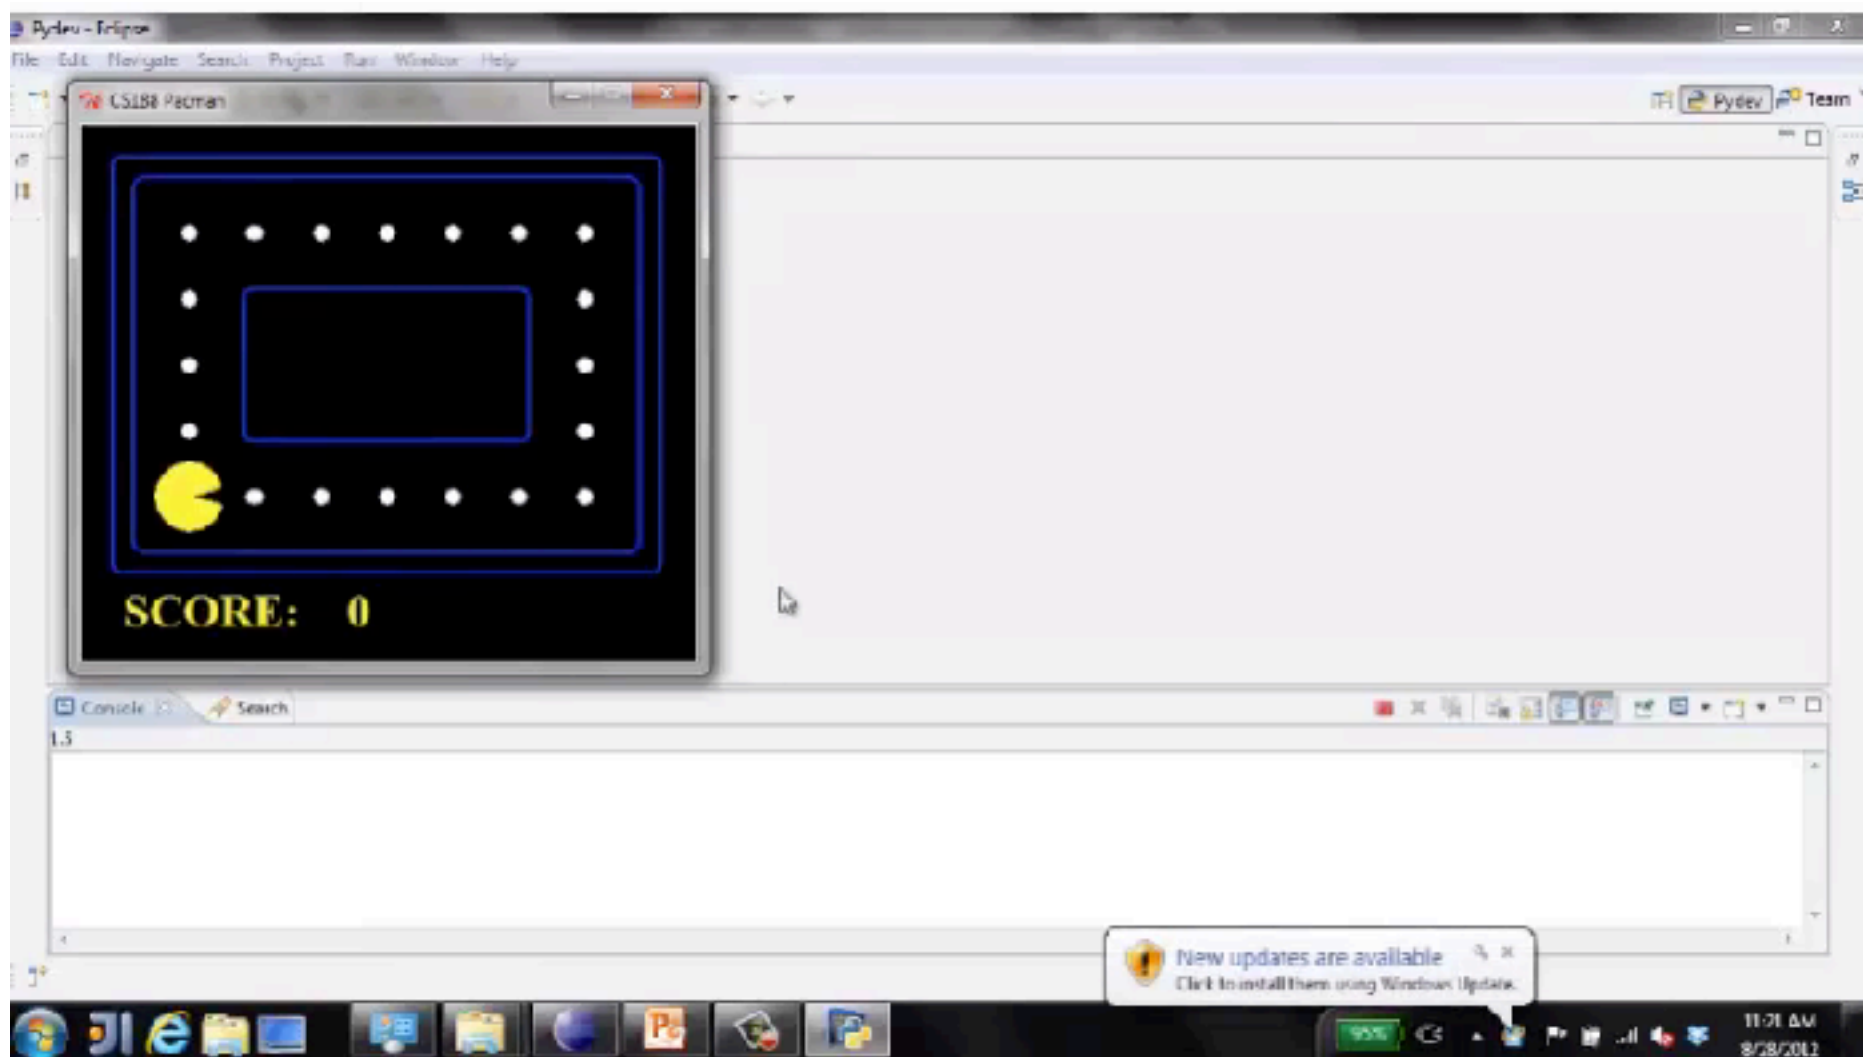 Pydev - Eclipse
File Edit Navigate Search Project Run Window Help
CS188 Pacman
Pydev Team
SCORE: 0
Console Search
1.5
New updates are available
Click to install them using Windows Update.
95%
11:21 AM
8/28/2012